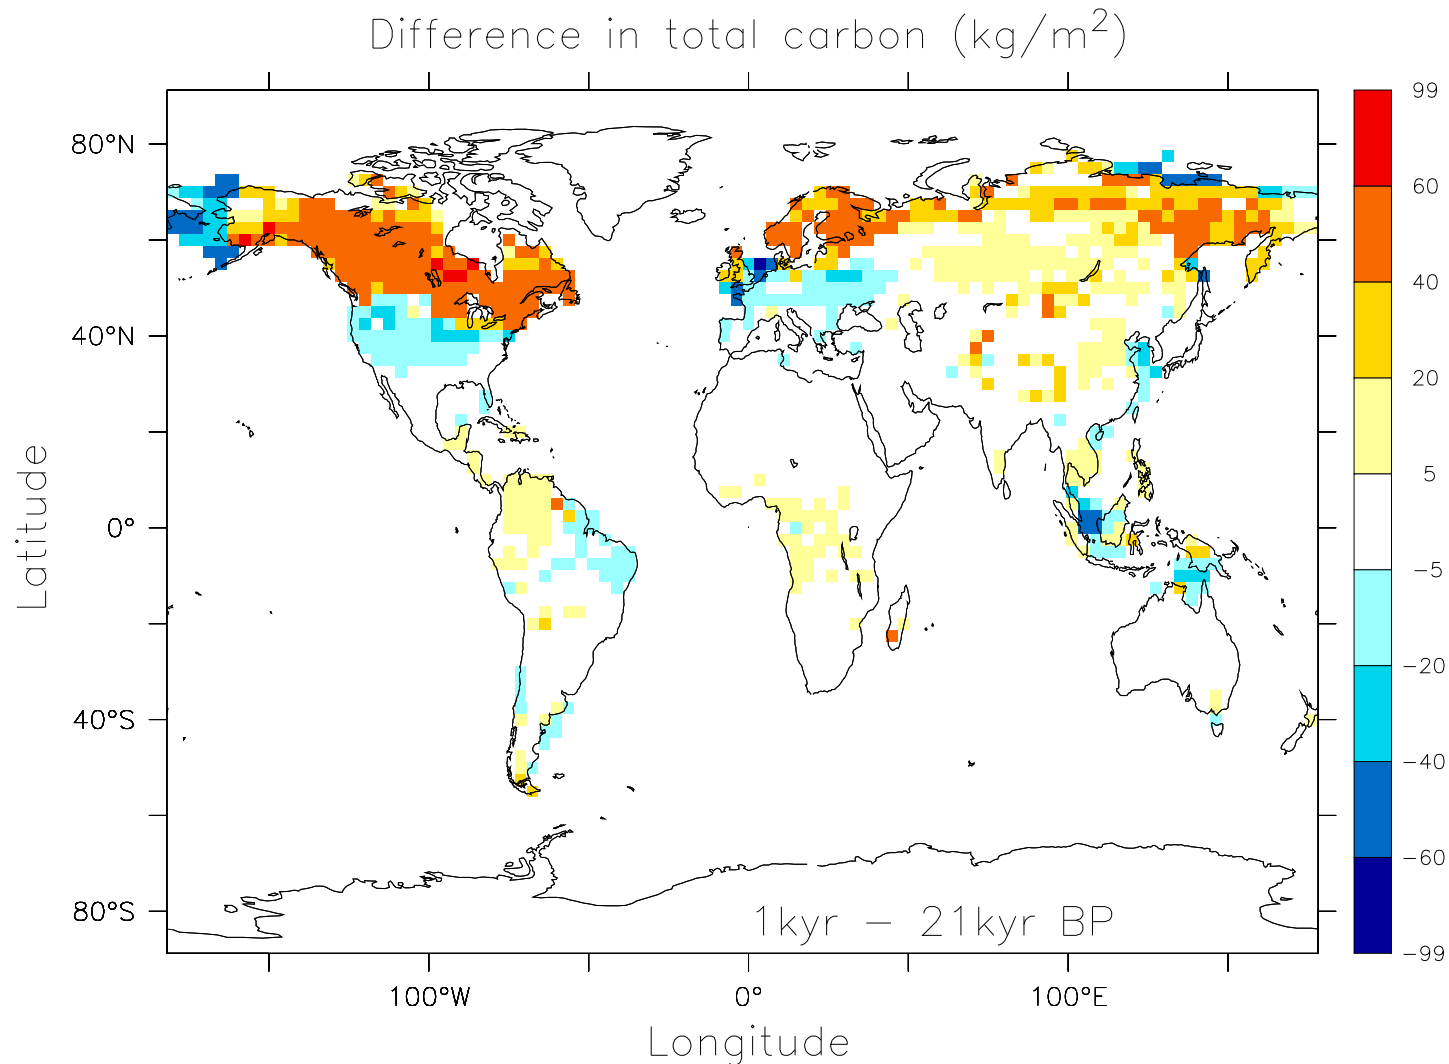 Difference in total carbon (kg/m²)
80°N
40°N
0°
40°S
80°S
Latitude
1kyr – 21kyr BP
100°W
0°
100°E
Longitude
99
60
40
20
5
−5
−20
−40
−60
−99